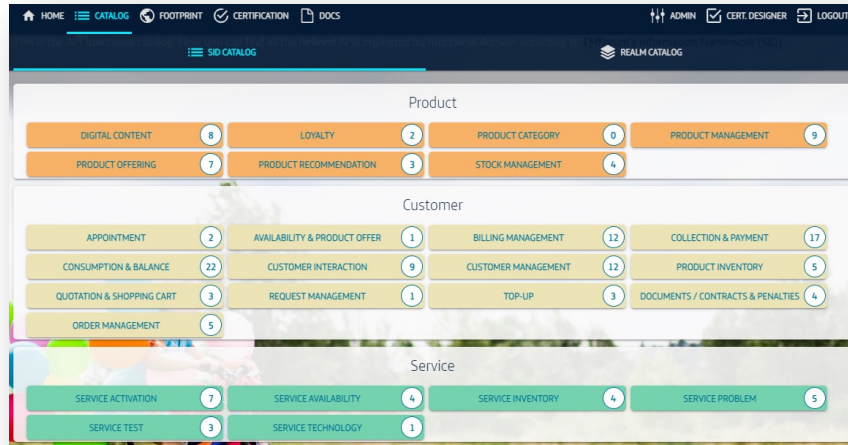 HOME CATALOG FOOTPRINT CERTIFICATION DOCS ADMIN CERT. DESIGNER LOGOUT
SID CATALOG REALM CATALOG
Product
DIGITAL CONTENT 8 LOYALTY 2 PRODUCT CATEGORY 0 PRODUCT MANAGEMENT 9
PRODUCT OFFERING 7 PRODUCT RECOMMENDATION 3 STOCK MANAGEMENT 4
Customer
APPOINTMENT 2 AVAILABILITY & PRODUCT OFFER 1 BILLING MANAGEMENT 12 COLLECTION & PAYMENT 17
CONSUMPTION & BALANCE 22 CUSTOMER INTERACTION 9 CUSTOMER MANAGEMENT 12 PRODUCT INVENTORY 5
QUOTATION & SHOPPING CART 3 REQUEST MANAGEMENT 1 TOP-UP 3 DOCUMENTS / CONTRACTS & PENALTIES 4
ORDER MANAGEMENT 5
Service
SERVICE ACTIVATION 7 SERVICE AVAILABILITY 4 SERVICE INVENTORY 4 SERVICE PROBLEM 5
SERVICE TEST 3 SERVICE TECHNOLOGY 1